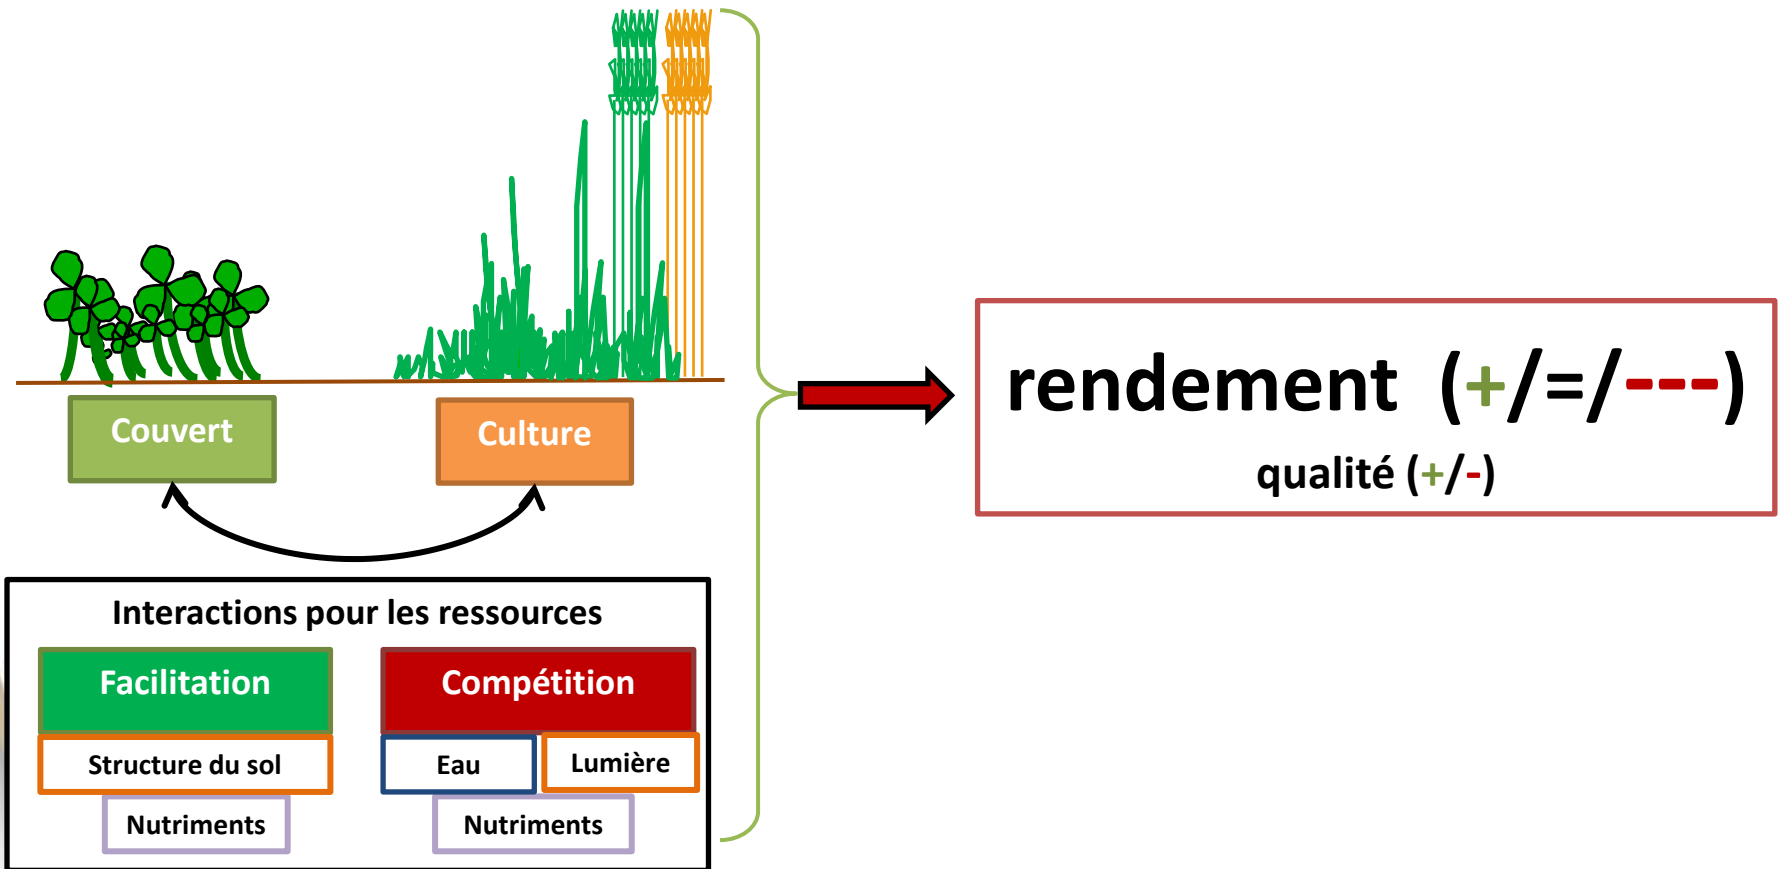 Couvert
Culture
Interactions pour les ressources
Facilitation
Compétition
Structure du sol
Eau
Lumière
Nutriments
Nutriments
rendement (+/=/---)
qualité (+/-)